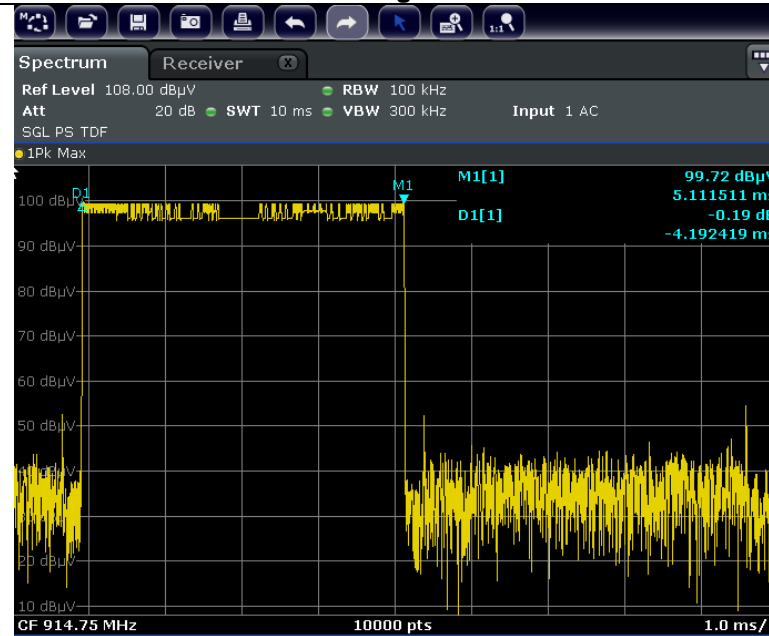 1:1
Spectrum Receiver X
Ref Level 108.00 dBµV RBW 100 kHz
Att 20 dB SWT 10 ms VBW 300 kHz Input 1 AC
SGL PS TDF
1Pk Max
M1[1] 99.72 dBµV
5.111511 m
D1[1] -0.19 d
-4.192419 m
D1 M1
100 dBµV
90 dBµV
80 dBµV
70 dBµV
60 dBµV
50 dBµV
20 dBµV
10 dBµV
CF 914.75 MHz 10000 pts 1.0 ms/